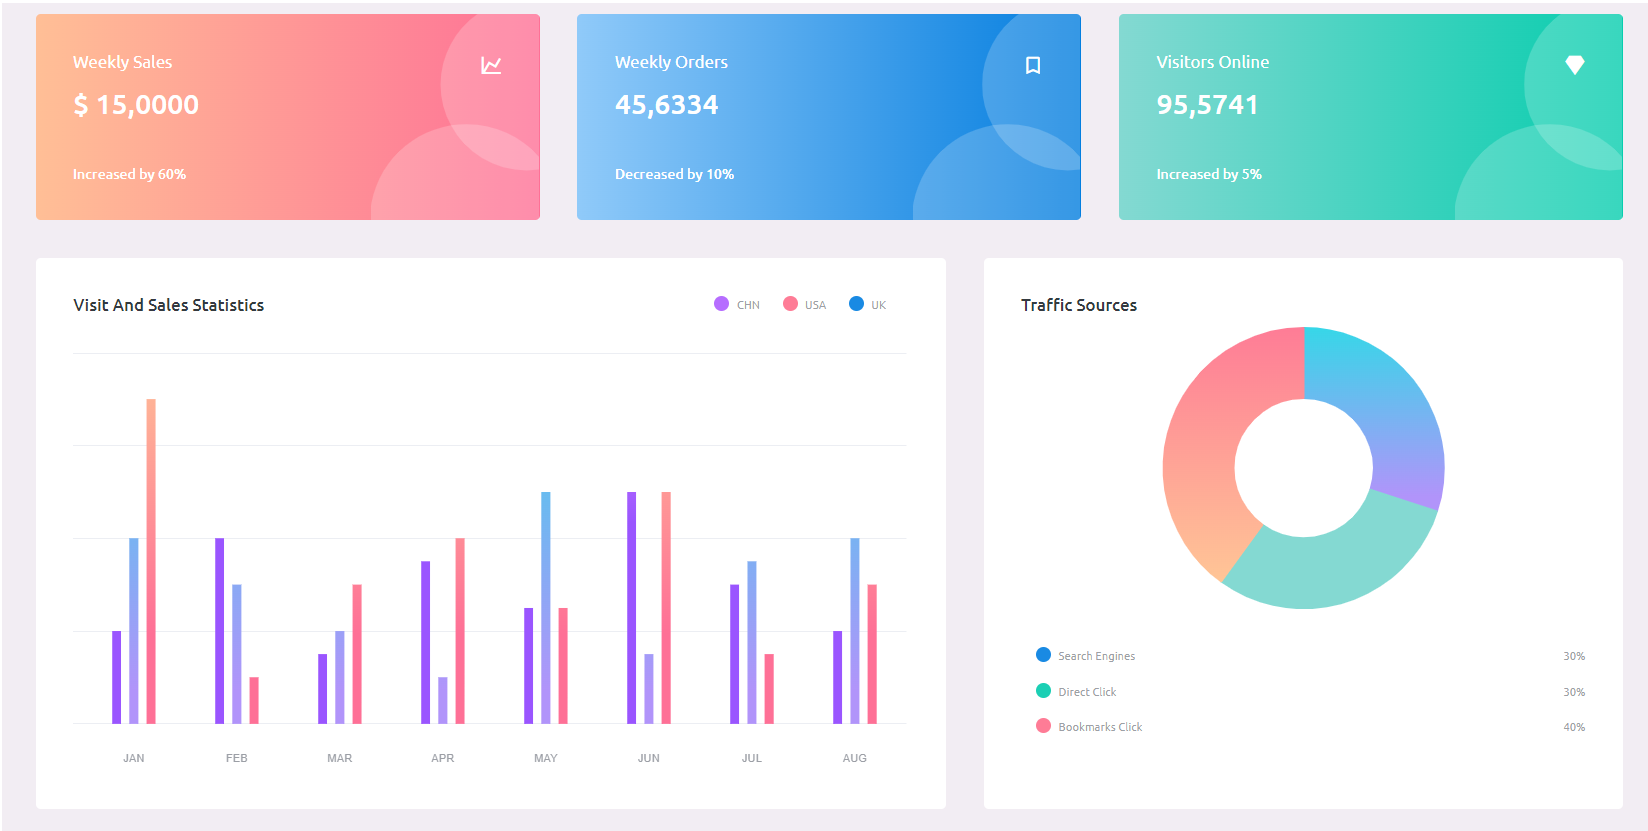 Weekly Sales
$ 15,0000
Increased by 60%
Weekly Orders
45,6334
Decreased by 10%
Visitors Online
95,5741
Increased by 5%
Visit And Sales Statistics
CHN USA UK
JAN FEB MAR APR MAY JUN JUL AUG
Traffic Sources
Search Engines 30%
Direct Click 30%
Bookmarks Click 40%